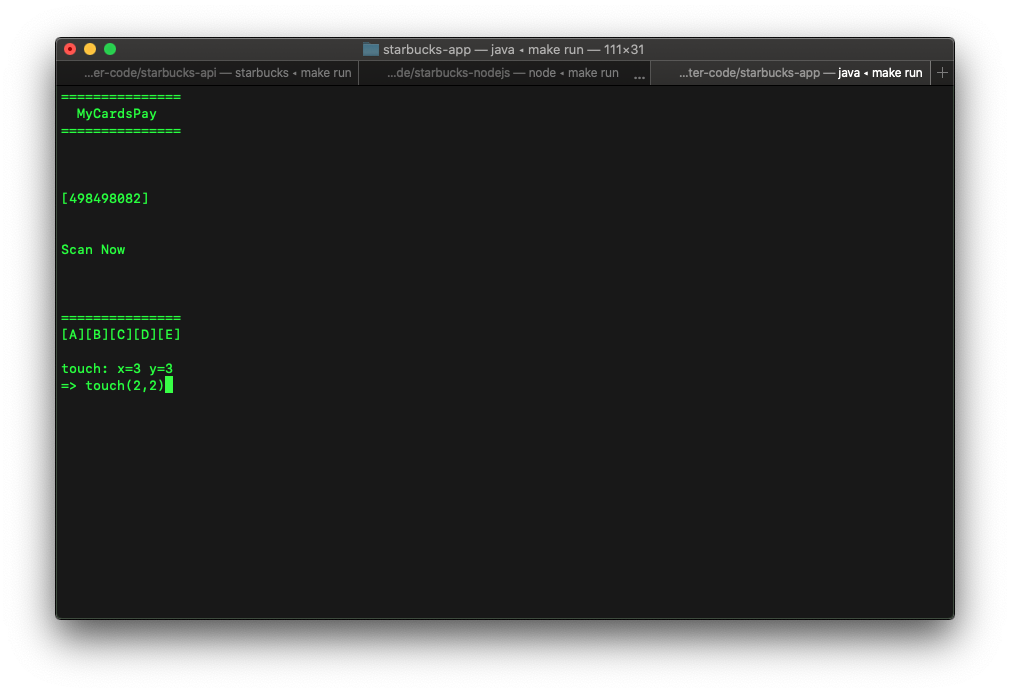 starbucks-app — java ◂ make run — 111×31
...er-code/starbucks-api — starbucks ◂ make run
...de/starbucks-nodejs — node ◂ make run ...
...ter-code/starbucks-app — java ◂ make run +
===============
MyCardsPay
===============
[498498082]
Scan Now
===============
[A][B][C][D][E]
touch: x=3 y=3
=> touch(2,2)